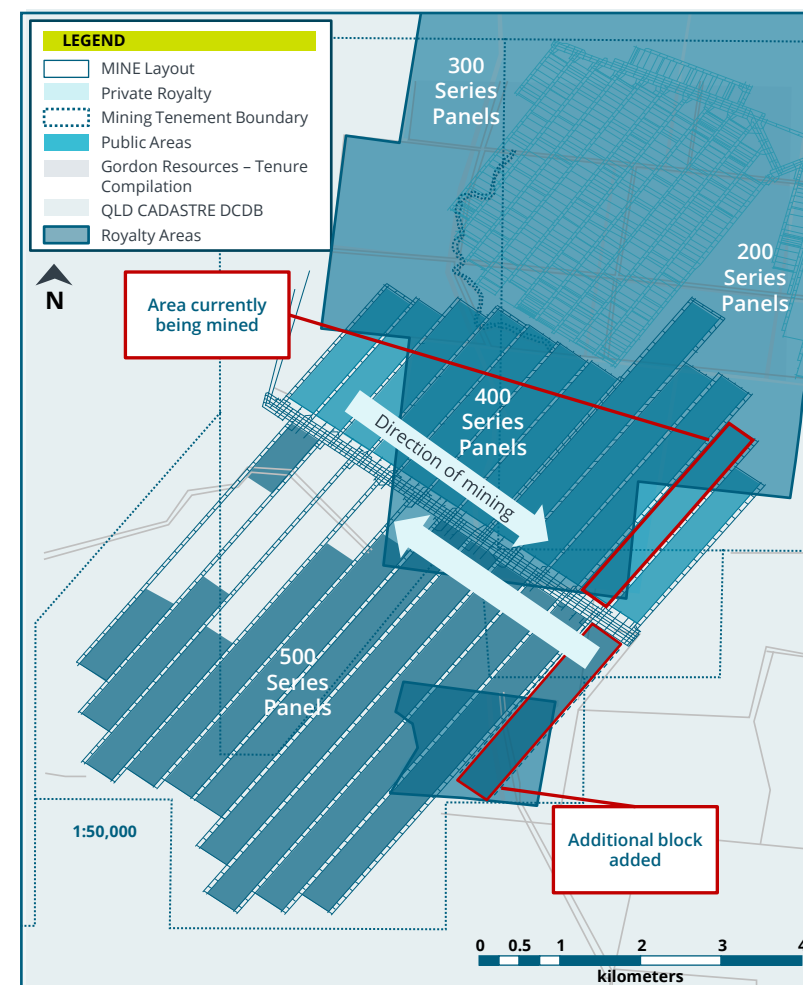 LEGEND
MINE Layout
Private Royalty
Mining Tenement Boundary
Public Areas
Gordon Resources – Tenure
Compilation
QLD CADASTRE DCDB
Royalty Areas
N
300
Series
Panels
200
Series
Panels
Area currently
being mined
400
Series
Panels
Direction of mining
500
Series
Panels
1:50,000
Additional block
added
0 0.5 1 2 3 4
kilometers